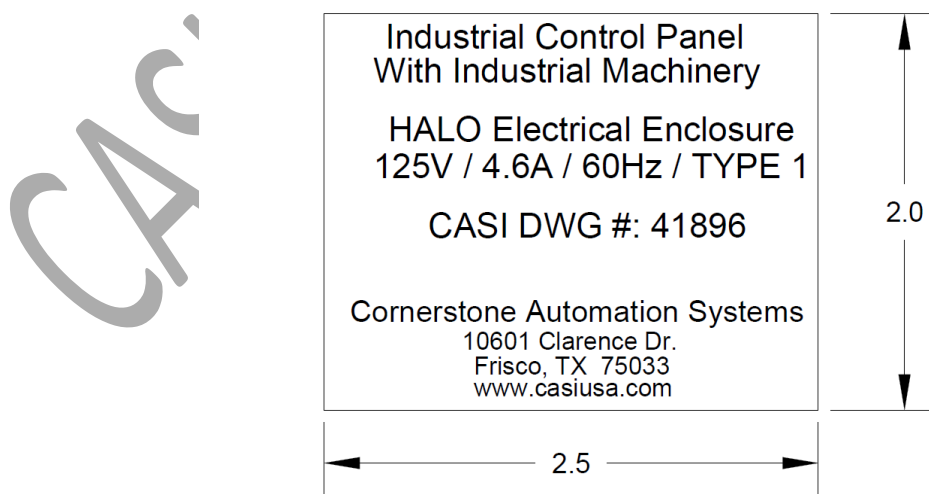 CAS
Industrial Control Panel
With Industrial Machinery
HALO Electrical Enclosure
125V / 4.6A / 60Hz / TYPE 1
CASI DWG #: 41896
Cornerstone Automation Systems
10601 Clarence Dr.
Frisco, TX  75033
www.casiusa.com
2.0
2.5